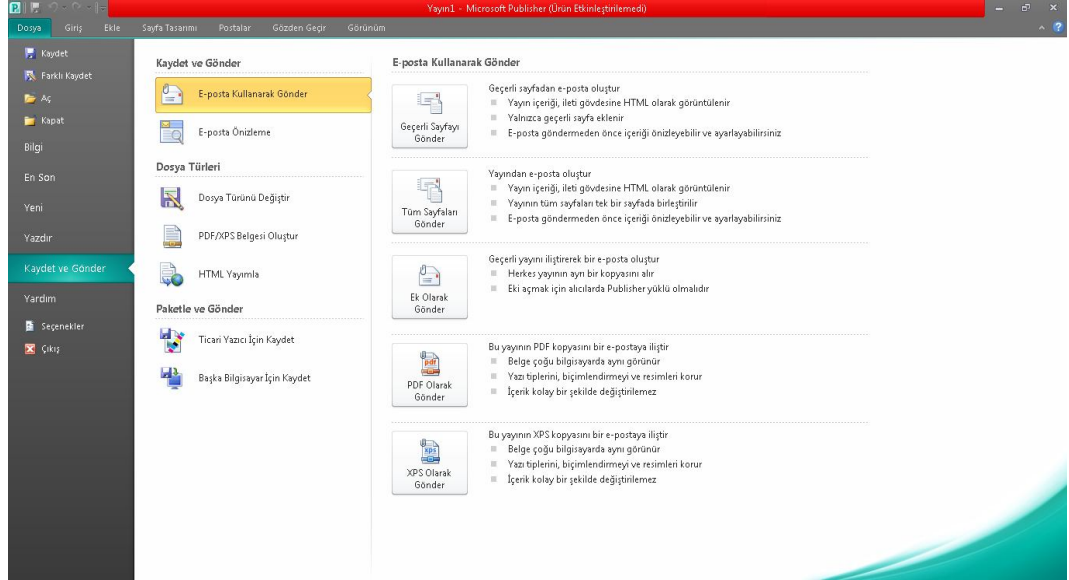 Yayın1 - Microsoft Publisher (Ürün Etkinleştirilemedi)
Dosya Giriş Ekle Sayfa Tasarımı Postalar Gözden Geçir Görünüm
Kaydet
Farklı Kaydet
Aç
Kapat
Bilgi
En Son
Yeni
Yazdır
Kaydet ve Gönder
Yardım
Seçenekler
Çıkış
Kaydet ve Gönder
E-posta Kullanarak Gönder
E-posta Önizleme
Dosya Türleri
Dosya Türünü Değiştir
PDF/XPS Belgesi Oluştur
HTML Yayımla
Paketle ve Gönder
Ticari Yazıcı İçin Kaydet
Başka Bilgisayar İçin Kaydet
E-posta Kullanarak Gönder
Geçerli Sayfayı
Gönder
Geçerli sayfadan e-posta oluştur
Yayın içeriği, ileti gövdesine HTML olarak görüntülenir
Yalnızca geçerli sayfa eklenir
E-posta göndermeden önce içeriği önizleyebilir ve ayarlayabilirsiniz
Tüm Sayfaları
Gönder
Yayından e-posta oluştur
Yayın içeriği, ileti gövdesine HTML olarak görüntülenir
Yayının tüm sayfaları tek bir sayfada birleştirilir
E-posta göndermeden önce içeriği önizleyebilir ve ayarlayabilirsiniz
Ek Olarak
Gönder
Geçerli yayını iliştirerek bir e-posta oluştur
Herkes yayının ayrı bir kopyasını alır
Eki açmak için alıcılarda Publisher yüklü olmalıdır
PDF Olarak
Gönder
Bu yayının PDF kopyasını bir e-postaya iliştir
Belge çoğu bilgisayarda aynı görünür
Yazı tiplerini, biçimlendirmeyi ve resimleri korur
İçerik kolay bir şekilde değiştirilemez
XPS Olarak
Gönder
Bu yayının XPS kopyasını bir e-postaya iliştir
Belge çoğu bilgisayarda aynı görünür
Yazı tiplerini, biçimlendirmeyi ve resimleri korur
İçerik kolay bir şekilde değiştirilemez